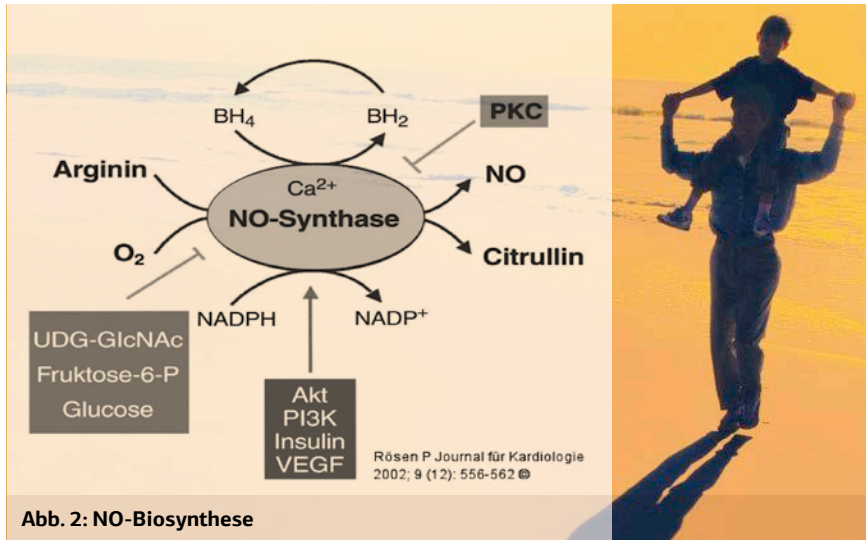 BH₄
BH₂
PKC
Arginin
Ca²⁺
NO
NO-Synthase
O₂
Citrullin
NADPH
NADP⁺
UDG-GlcNAc
Fruktose-6-P
Glucose
Akt
PI3K
Insulin
VEGF
Rösen P Journal für Kardiologie
2002; 9 (12): 556-562 ©
Abb. 2: NO-Biosynthese